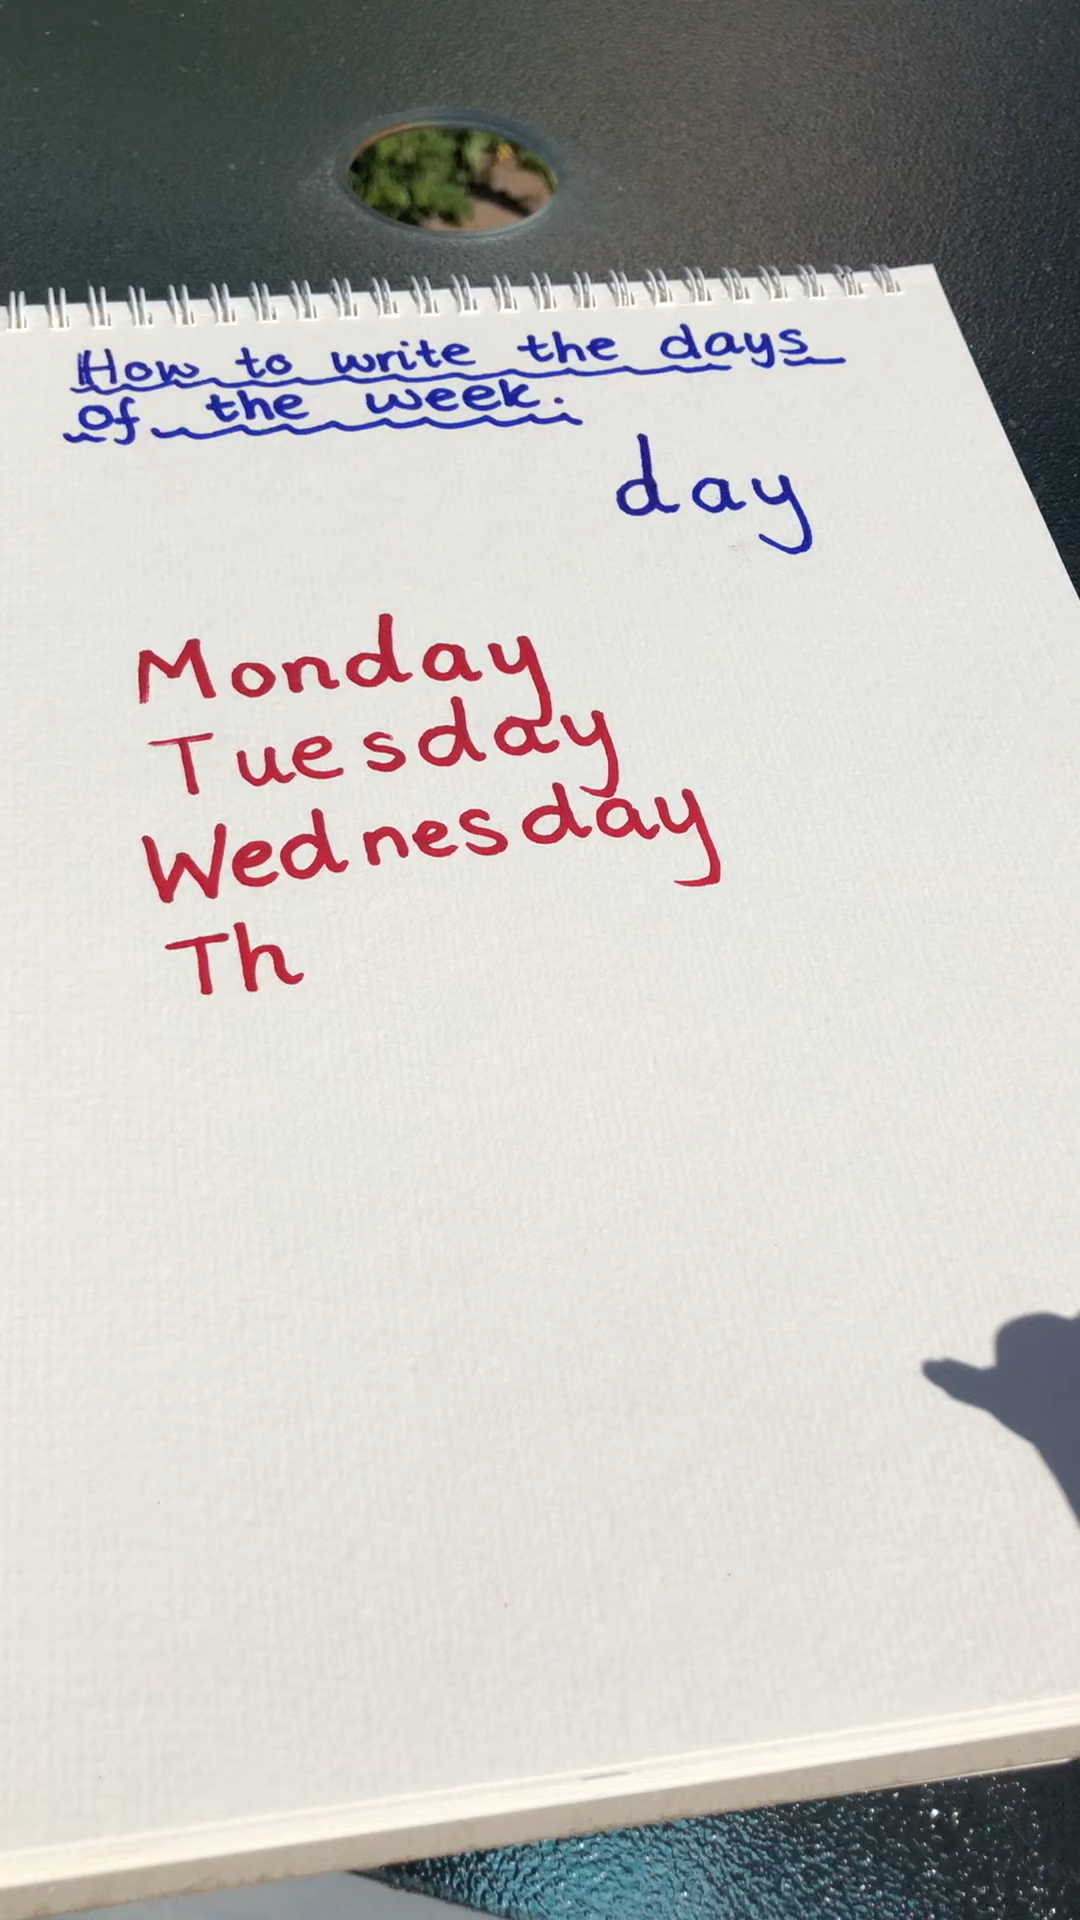 How to write the days
of the week.
day
Monday
Tuesday
Wednesday
Th